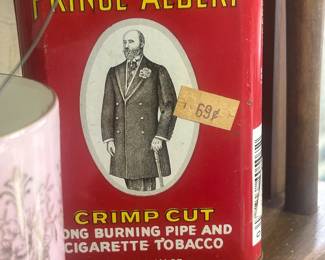 PRINCE ALBERT
69¢
CRIMP CUT
LONG BURNING PIPE AND
CIGARETTE TOBACCO